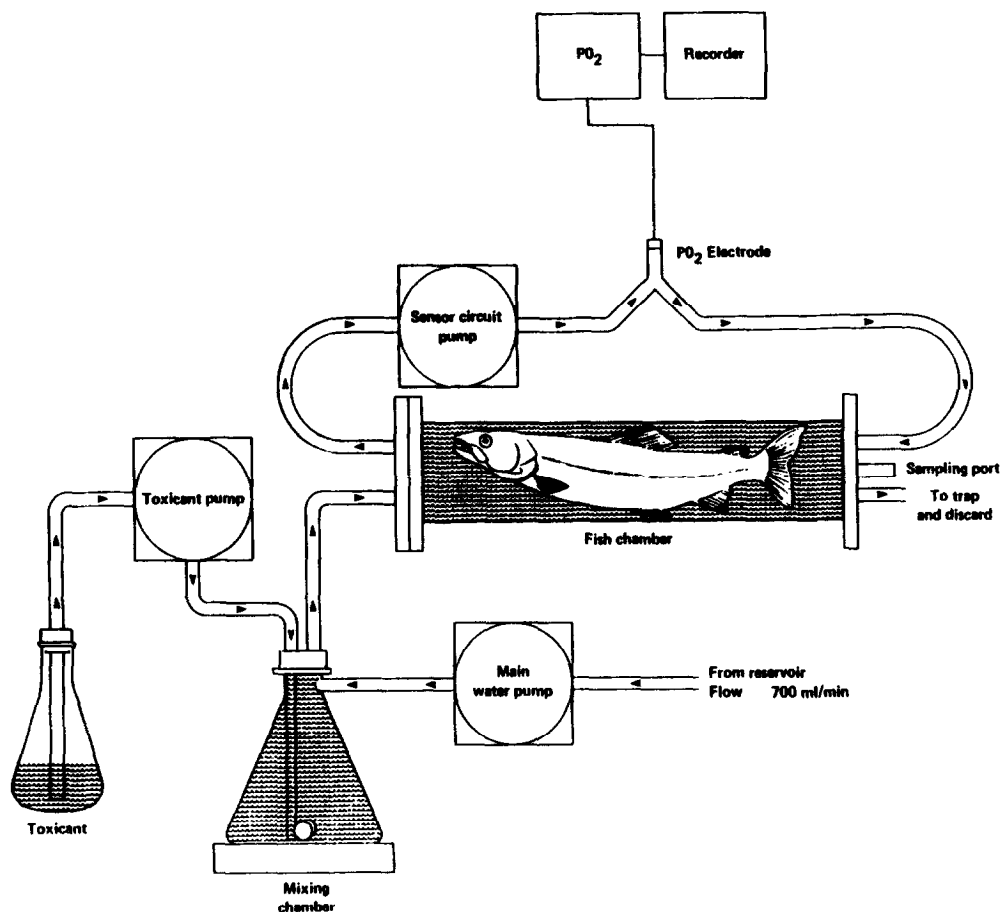 PO2
Recorder
PO2 Electrode
Sensor circuit
pump
Sampling port
To trap
and discard
Fish chamber
Toxicant pump
Main
water pump
From reservoir
Flow 700 ml/min
Toxicant
Mixing
chamber